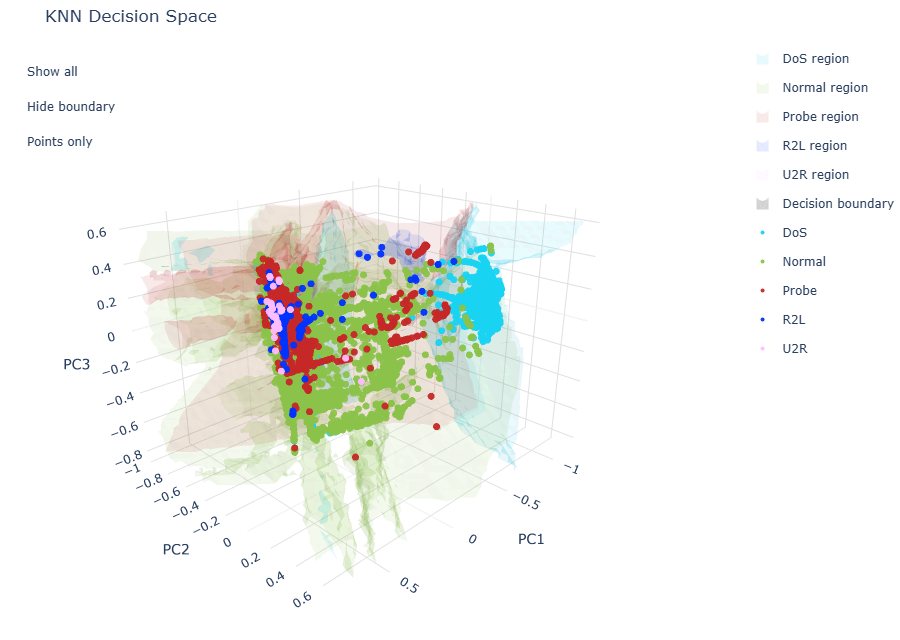 KNN Decision Space
Show all
Hide boundary
Points only
DoS region
Normal region
Probe region
R2L region
U2R region
Decision boundary
DoS
Normal
Probe
R2L
U2R
0.6
0.4
0.2
0
−0.2
−0.4
−0.6
−0.8
PC3
−1
−0.8
−0.6
−0.4
−0.2
0
0.2
0.4
0.6
PC2
−1
−0.5
0
0.5
PC1